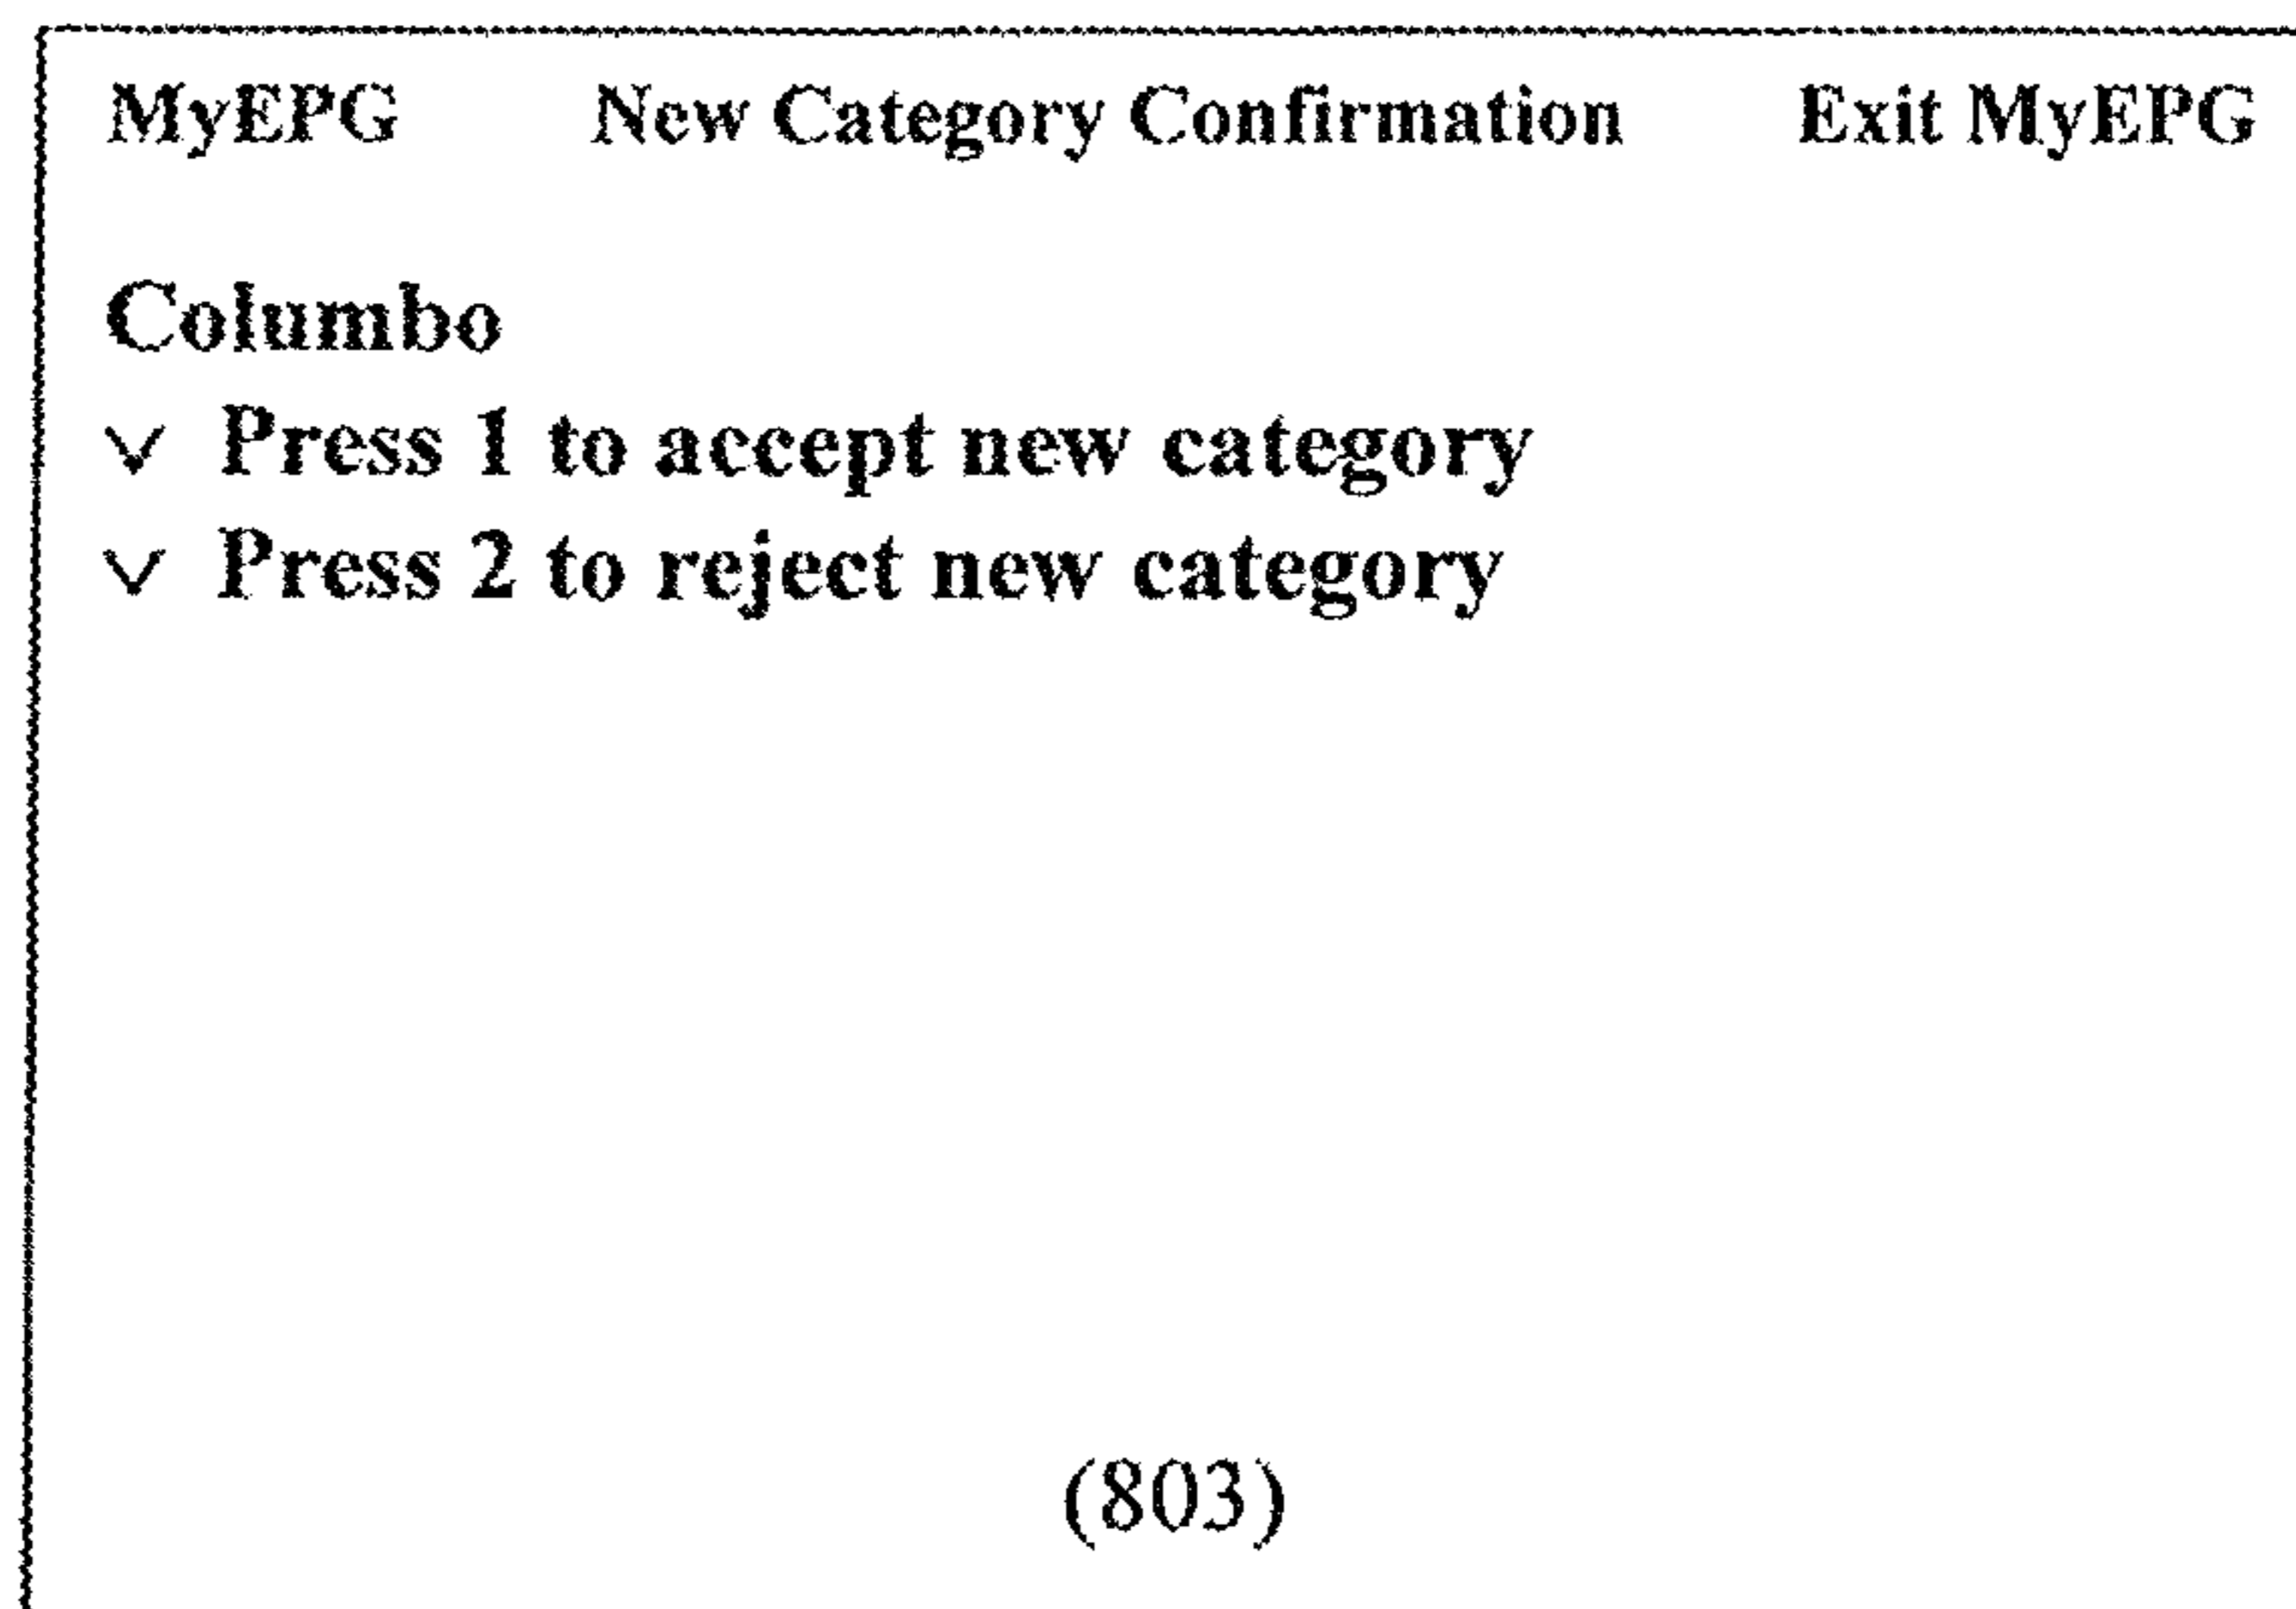 MyEPG New Category Confirmation Exit MyEPG
Columbo
∨ Press 1 to accept new category
∨ Press 2 to reject new category
(803)